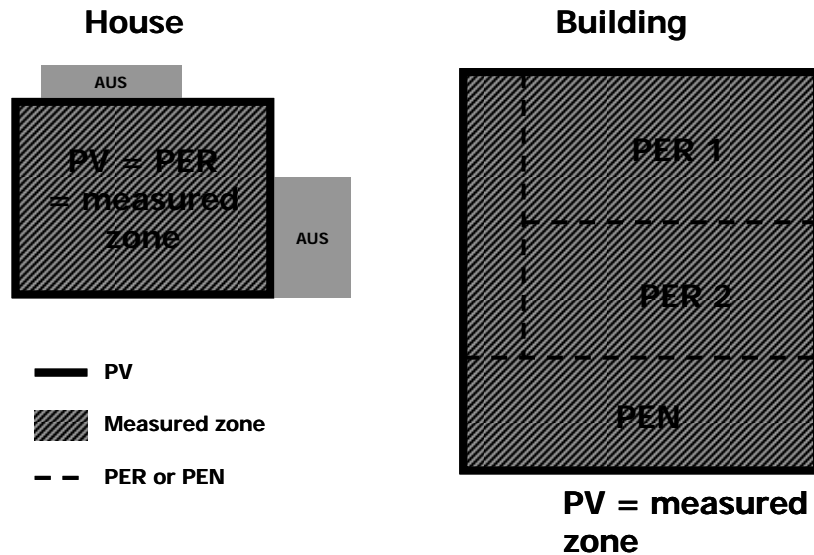 House
AUS
PV = PER
= measured
zone
AUS
PV
Measured zone
PER or PEN
Building
PER 1
PER 2
PEN
PV = measured
zone